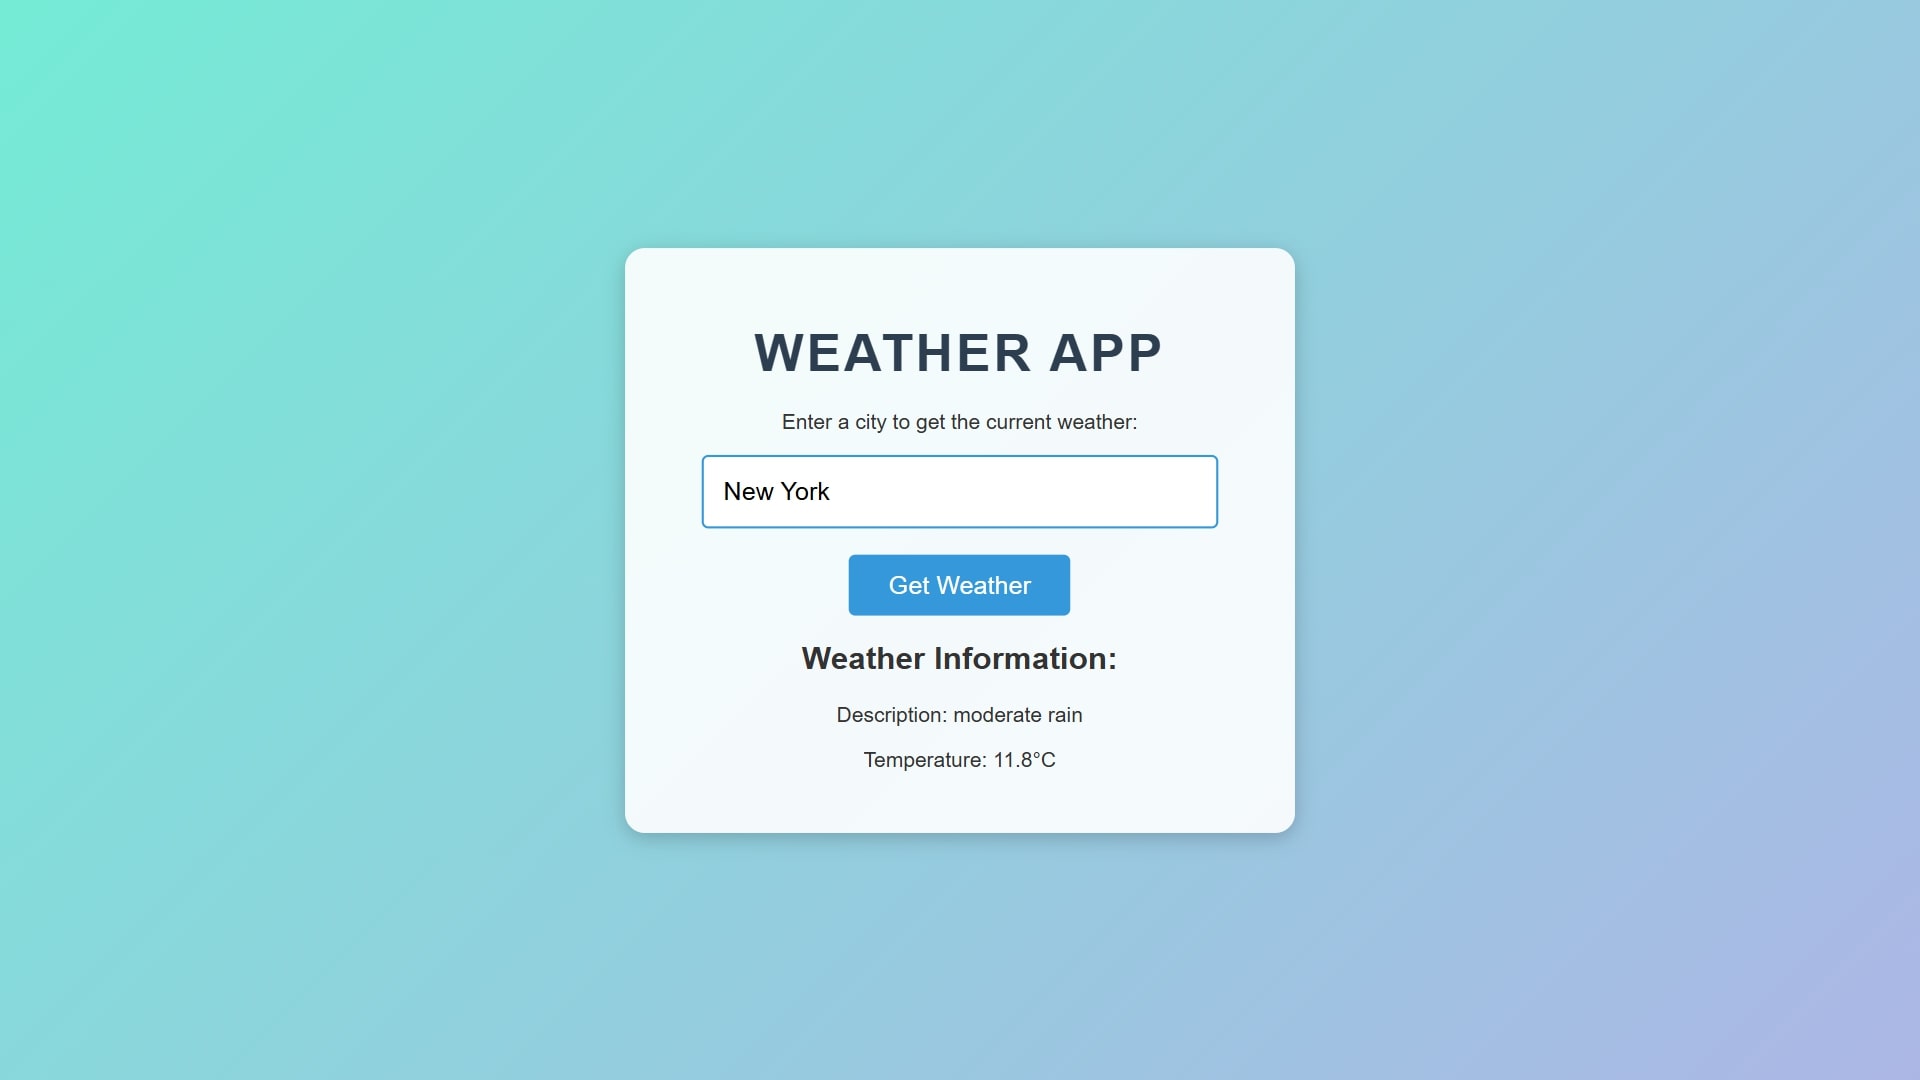 WEATHER APP
Enter a city to get the current weather:
New York
Get Weather
Weather Information:
Description: moderate rain
Temperature: 11.8°C